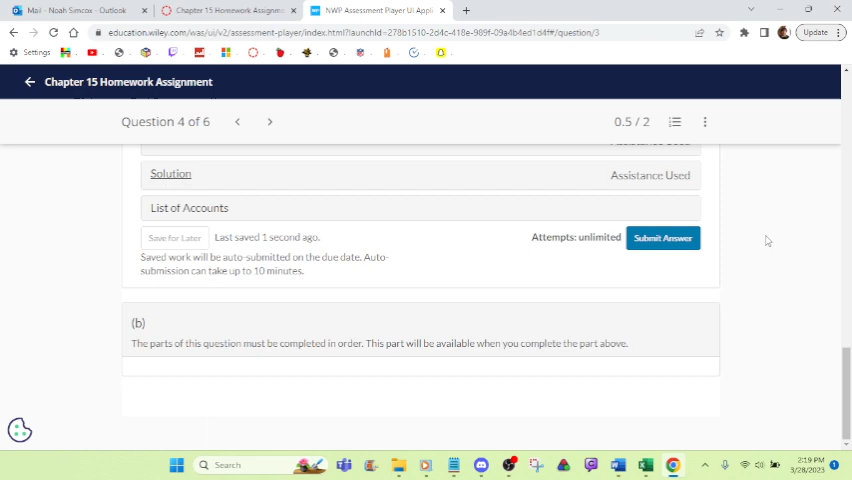 Mail - Noah Simcox - Outlook
Chapter 15 Homework Assignm
NWP Assessment Player UI Appli
education.wiley.com/was/ui/v2/assessment-player/index.html?launchId=278b1510-2d4c-418e-989f-09a4b4ed1d4f#/question/3
Update
Settings
Chapter 15 Homework Assignment
Question 4 of 6
0.5 / 2
Assistance Used
Solution
Assistance Used
List of Accounts
Save for Later
Last saved 1 second ago.
Attempts: unlimited
Submit Answer
Saved work will be auto-submitted on the due date. Auto-
submission can take up to 10 minutes.
(b)
The parts of this question must be completed in order. This part will be available when you complete the part above.
Search
2:19 PM
3/28/2023